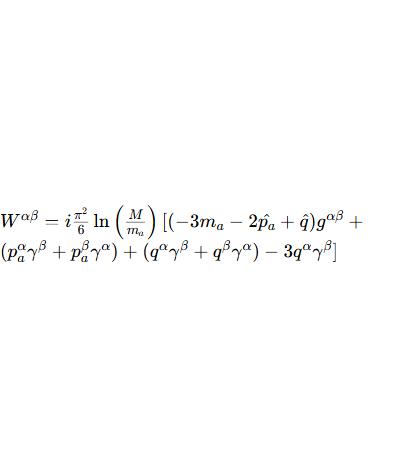 $W^{\alpha\beta} = i\frac{\pi^2}{6} \ln\left(\frac{M}{m_a}\right) [(-3m_a - 2\hat{p_a} + \hat{q})g^{\alpha\beta} +$
$(p_a^\alpha \gamma^\beta + p_a^\beta \gamma^\alpha) + (q^\alpha \gamma^\beta + q^\beta \gamma^\alpha) - 3q^\alpha \gamma^\beta]$